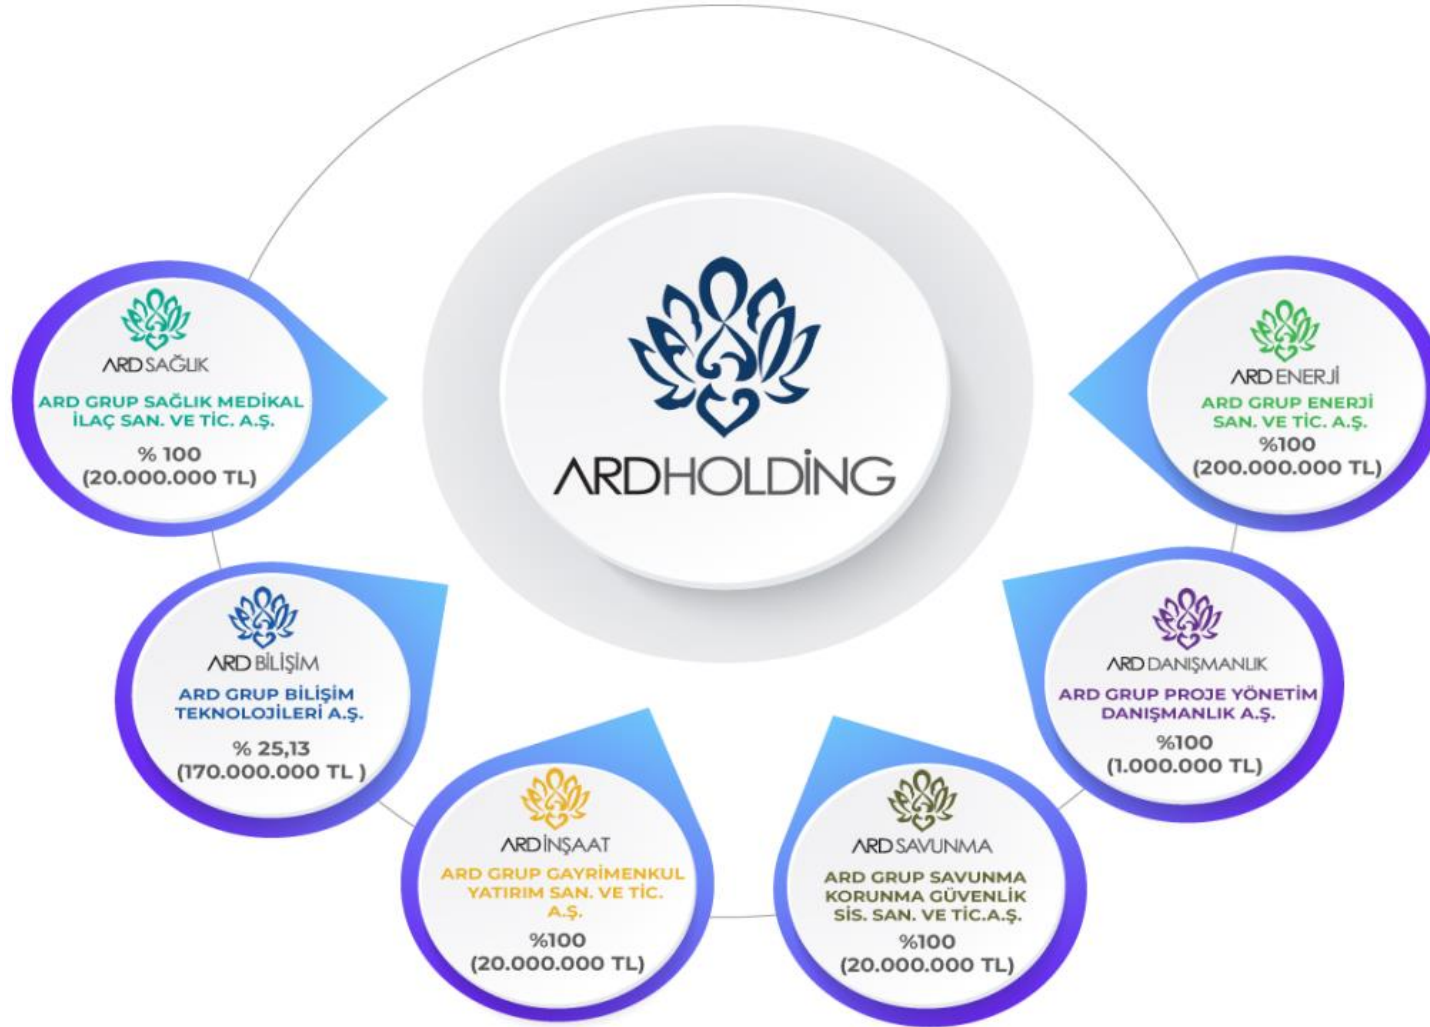 ARDHOLDİNG
ARD SAĞLIK
ARD GRUP SAĞLIK MEDİKAL
İLAÇ SAN. VE TİC. A.Ş.
% 100
(20.000.000 TL)
ARD BİLİŞİM
ARD GRUP BİLİŞİM
TEKNOLOJİLERİ A.Ş.
% 25,13
(170.000.000 TL )
ARD İNŞAAT
ARD GRUP GAYRİMENKUL
YATIRIM SAN. VE TİC.
A.Ş.
%100
(20.000.000 TL)
ARD SAVUNMA
ARD GRUP SAVUNMA
KORUNMA GÜVENLİK
SİS. SAN. VE TİC.A.Ş.
%100
(20.000.000 TL)
ARD DANIŞMANLIK
ARD GRUP PROJE YÖNETİM
DANIŞMANLIK A.Ş.
%100
(1.000.000 TL)
ARD ENERJİ
ARD GRUP ENERJİ
SAN. VE TİC. A.Ş.
%100
(200.000.000 TL)